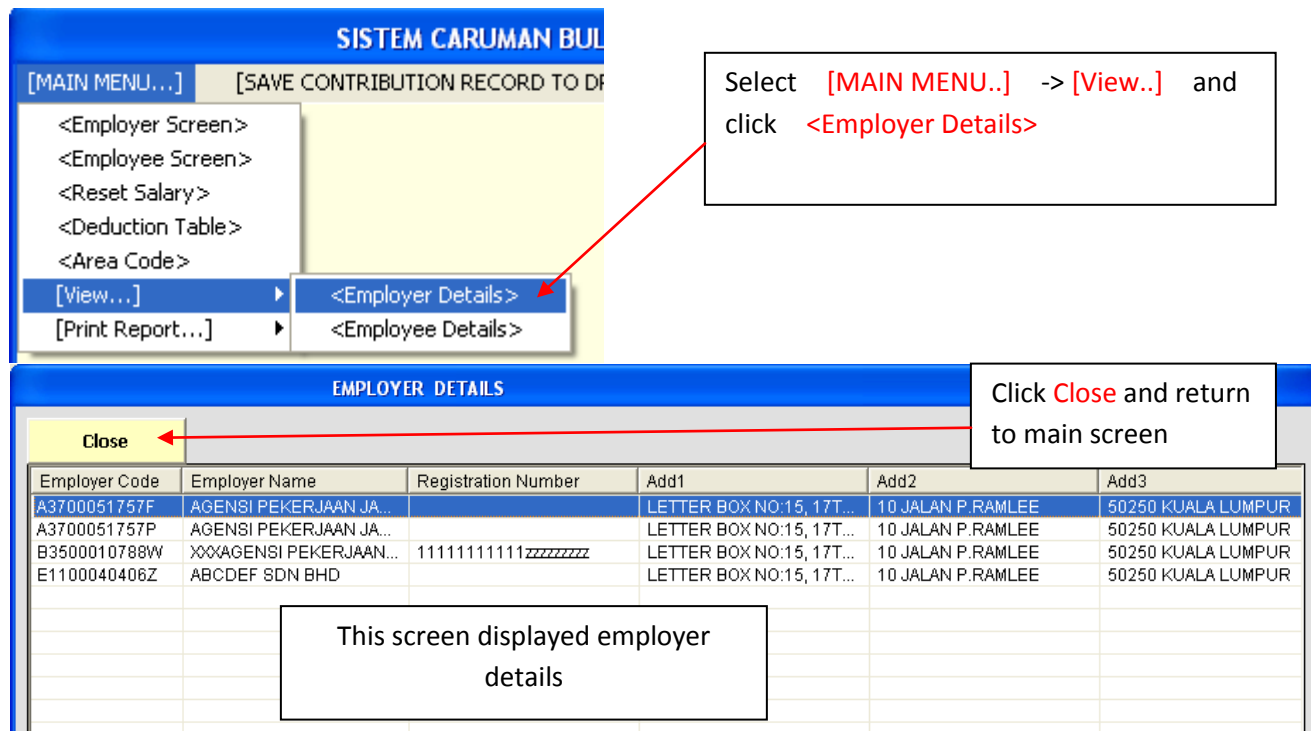 SISTEM CARUMAN BUL
[MAIN MENU...] [SAVE CONTRIBUTION RECORD TO
<Employer Screen>
<Employee Screen>
<Reset Salary>
<Deduction Table>
<Area Code>
[View...]
[Print Report...]
<Employer Details>
<Employee Details>
Select [MAIN MENU..] -> [View..] and
click <Employer Details>
EMPLOYER DETAILS
Click Close and return
to main screen
Close
Employer Code Employer Name Registration Number Add1 Add2 Add3
A3700051757F AGENSI PEKERJAAN JA... LETTER BOX NO:15, 17T... 10 JALAN P.RAMLEE 50250 KUALA LUMPUR
A3700051757P AGENSI PEKERJAAN JA... LETTER BOX NO:15, 17T... 10 JALAN P.RAMLEE 50250 KUALA LUMPUR
B3500010788W XXXAGENSI PEKERJAAN... 11111111111zzzzzzzzz LETTER BOX NO:15, 17T... 10 JALAN P.RAMLEE 50250 KUALA LUMPUR
E1100040406Z ABCDEF SDN BHD LETTER BOX NO:15, 17T... 10 JALAN P.RAMLEE 50250 KUALA LUMPUR
This screen displayed employer
details